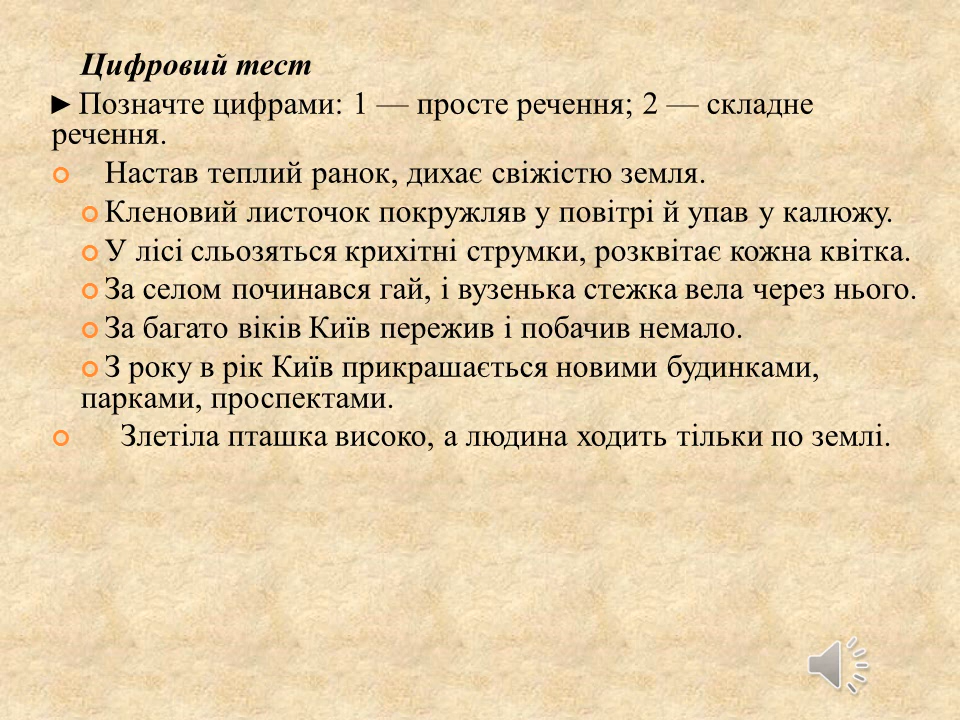 Цифровий тест
►Позначте цифрами: 1 — просте речення; 2 — складне
речення.
Настав теплий ранок, дихає свіжістю земля.
Кленовий листочок покружляв у повітрі й упав у калюжу.
У лісі сльозяться крихітні струмки, розквітає кожна квітка.
За селом починався гай, і вузенька стежка вела через нього.
За багато віків Київ пережив і побачив немало.
З року в рік Київ прикрашається новими будинками,
парками, проспектами.
Злетіла пташка високо, а людина ходить тільки по землі.